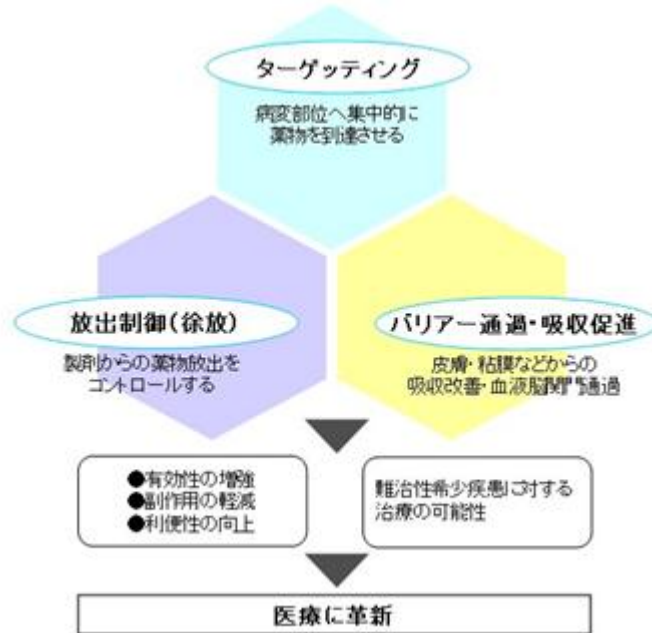 ターゲッティング
病変部位へ集中的に
薬物を到達させる
放出制御(徐放)
製剤からの薬物放出を
コントロールする
バリアー通過・吸収促進
皮膚・粘膜などからの
吸収改善・血液脳関門通過
●有効性の増強
●副作用の軽減
●利便性の向上
難治性希少疾患に対する
治療の可能性
医療に革新